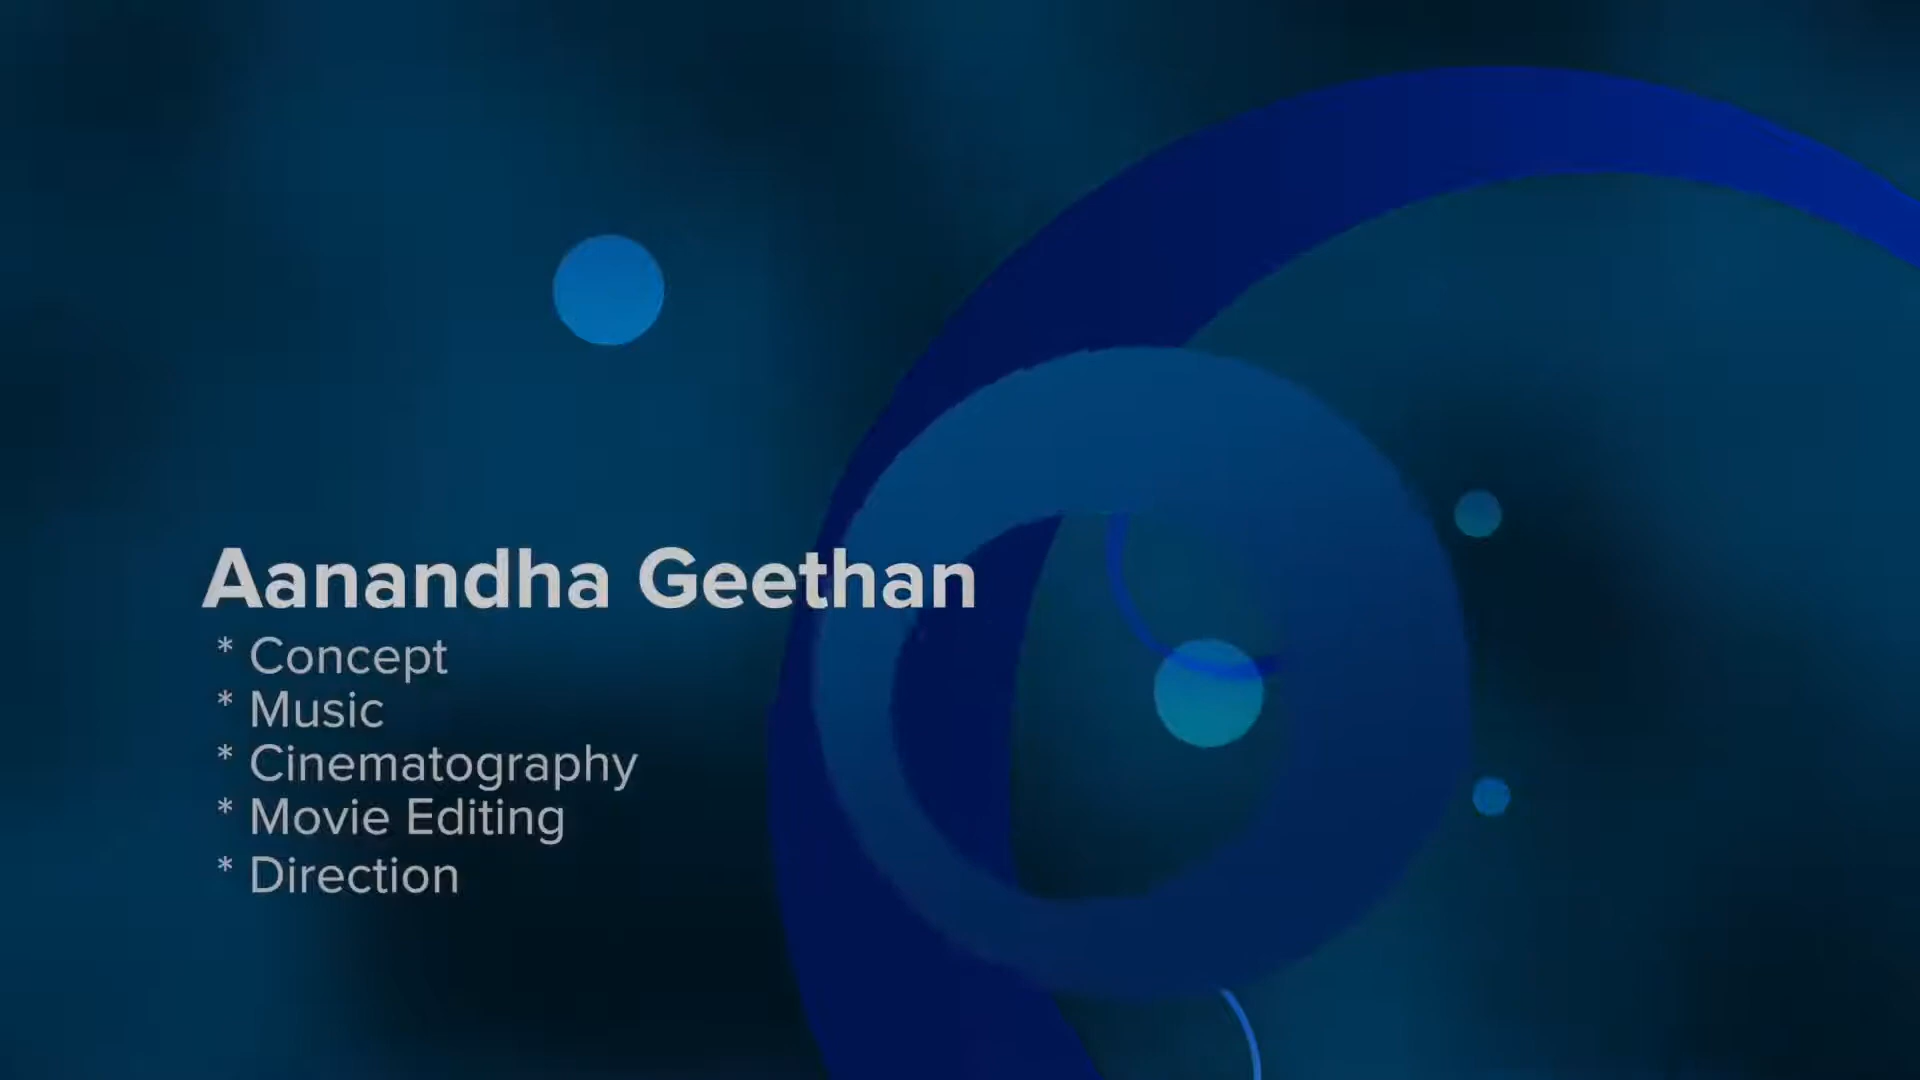 Aanandha Geethan
* Concept
* Music
* Cinematography
* Movie Editing
* Direction